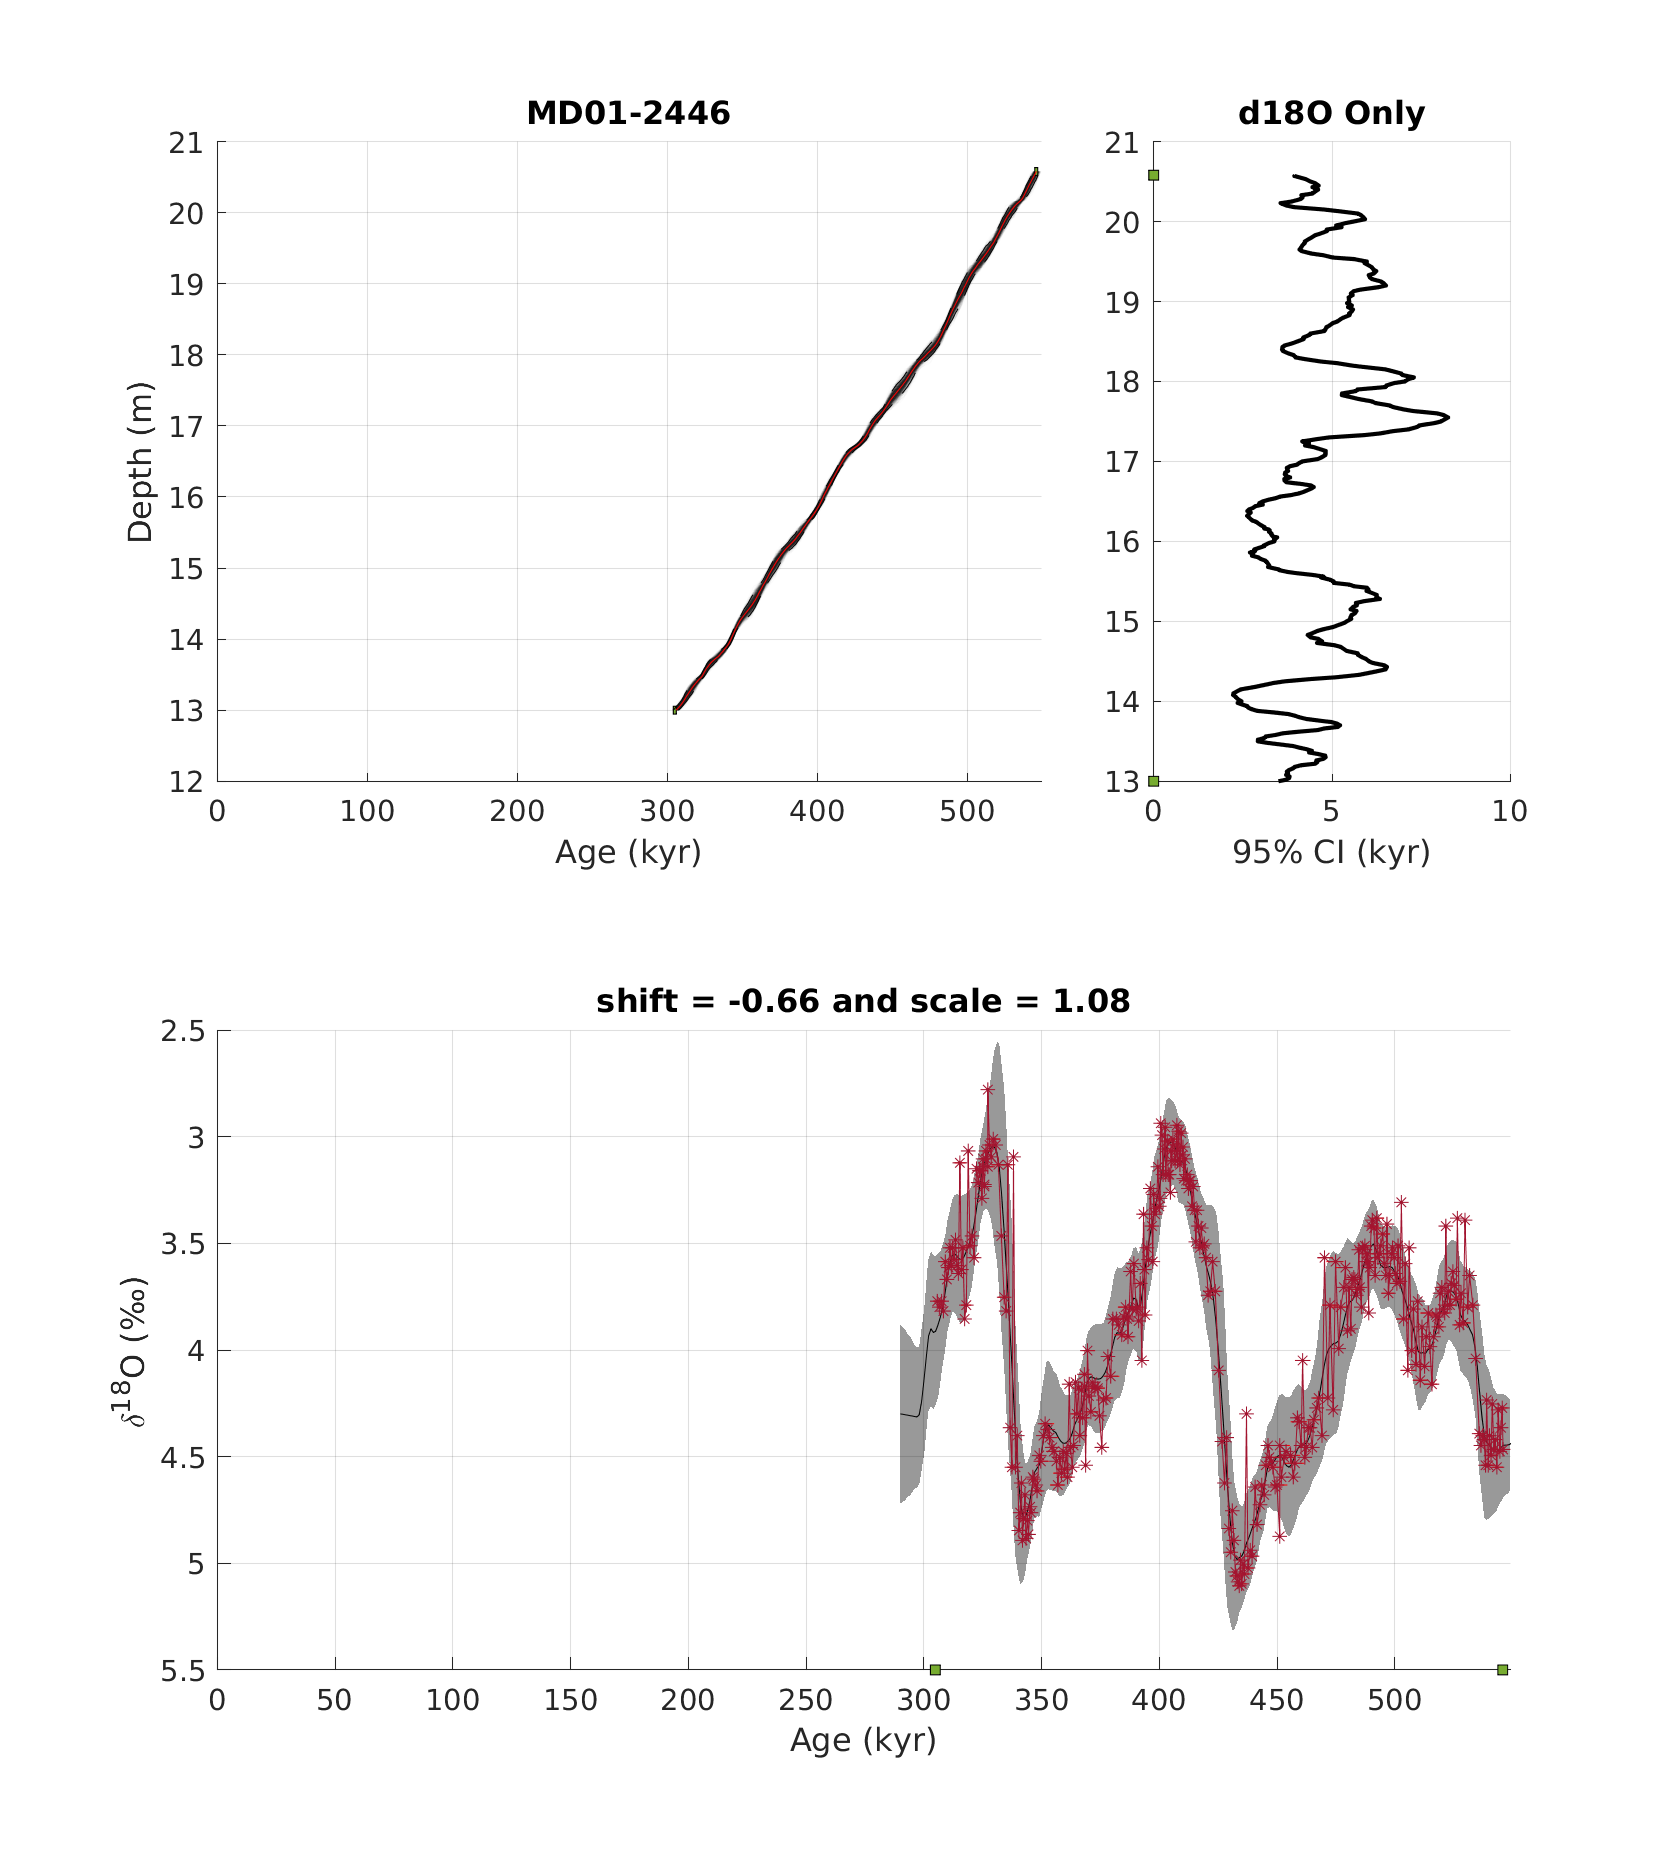 MD01-2446
d18O Only
21
20
19
18
17
16
15
14
13
12
Depth (m)
0 100 200 300 400 500
Age (kyr)
21
20
19
18
17
16
15
14
13
0 5 10
95% CI (kyr)
shift = -0.66 and scale = 1.08
2.5
3
3.5
4
4.5
5
5.5
δ18O (‰)
0 50 100 150 200 250 300 350 400 450 500
Age (kyr)